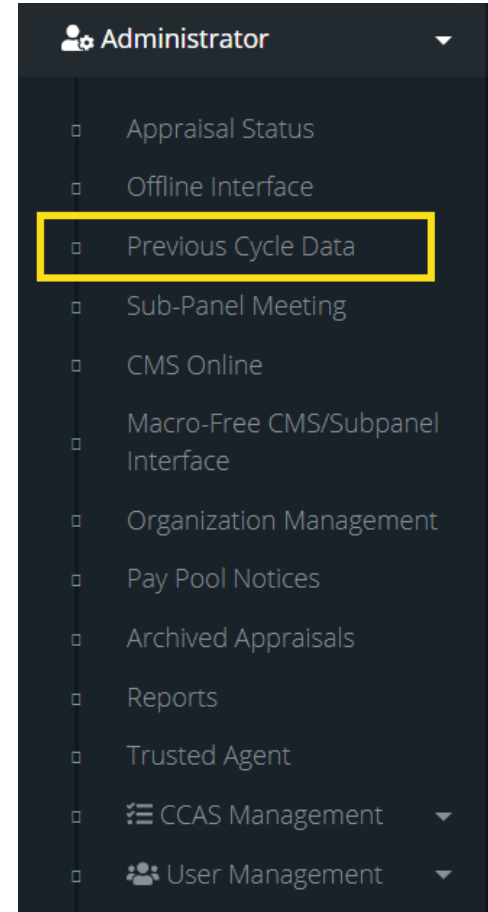 Administrator
Appraisal Status
Offline Interface
Previous Cycle Data
Sub-Panel Meeting
CMS Online
Macro-Free CMS/Subpanel
Interface
Organization Management
Pay Pool Notices
Archived Appraisals
Reports
Trusted Agent
CCAS Management
User Management